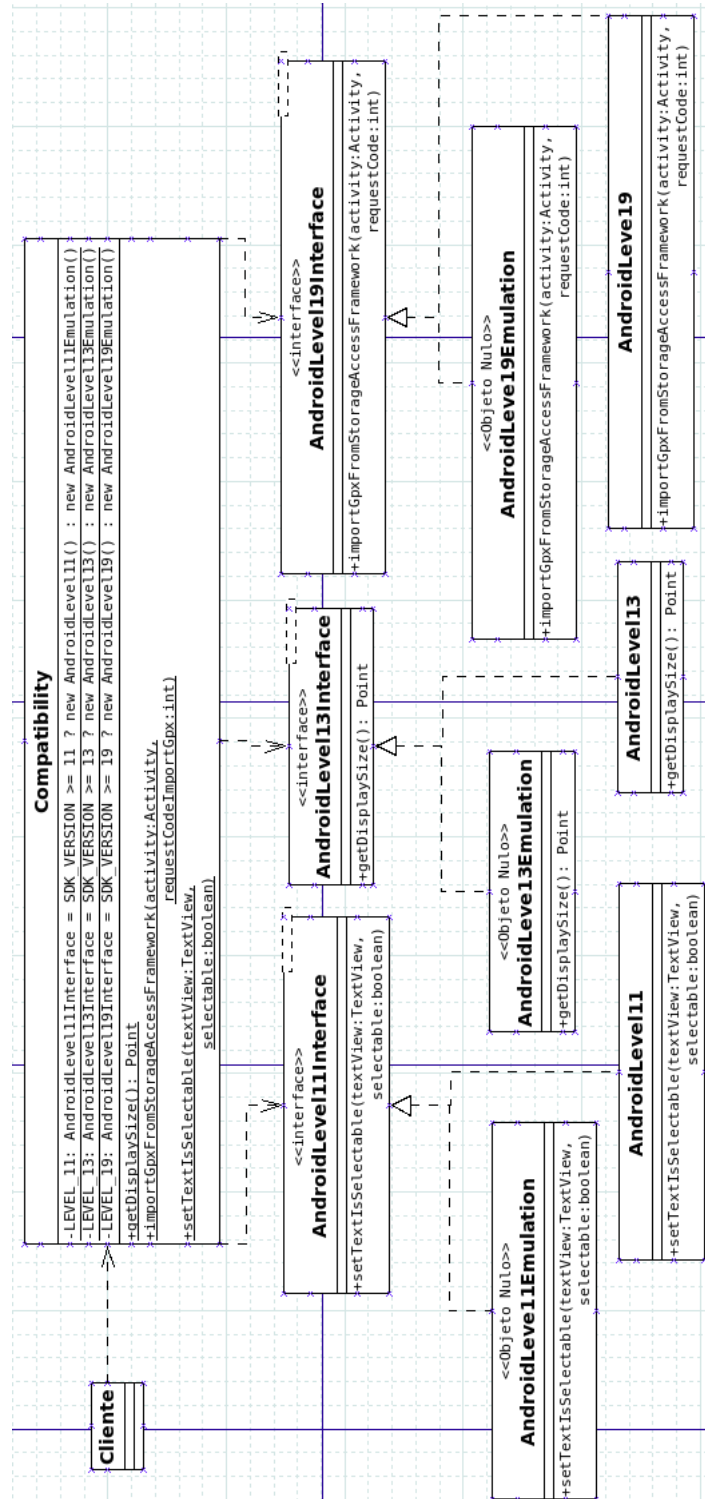 Cliente
Compatibility
-LEVEL_11: AndroidLevel11Interface = SDK_VERSION >= 11 ? new AndroidLevel11() : new AndroidLevel11Emulation()
-LEVEL_13: AndroidLevel13Interface = SDK_VERSION >= 13 ? new AndroidLevel13() : new AndroidLevel13Emulation()
-LEVEL_19: AndroidLevel19Interface = SDK_VERSION >= 19 ? new AndroidLevel19() : new AndroidLevel19Emulation()
+getDisplaySize(): Point
+importGpxFromStorageAccessFramework(activity:Activity,
requestCodeImportGpx:int)
+setTextIsSelectable(textView:TextView,
selectable:boolean)
<<interface>>
AndroidLevel11Interface
+setTextIsSelectable(textView:TextView,
selectable:boolean)
<<interface>>
AndroidLevel13Interface
+getDisplaySize(): Point
<<interface>>
AndroidLevel19Interface
+importGpxFromStorageAccessFramework(activity:Activity,
requestCode:int)
<<Objeto Nulo>>
AndroidLeve11Emulation
+setTextIsSelectable(textView:TextView,
selectable:boolean)
<<Objeto Nulo>>
AndroidLeve13Emulation
+getDisplaySize(): Point
<<Objeto Nulo>>
AndroidLeve19Emulation
+importGpxFromStorageAccessFramework(activity:Activity,
requestCode:int)
AndroidLevel11
+setTextIsSelectable(textView:TextView,
selectable:boolean)
AndroidLevel13
+getDisplaySize(): Point
AndroidLeve19
+importGpxFromStorageAccessFramework(activity:Activity,
requestCode:int)